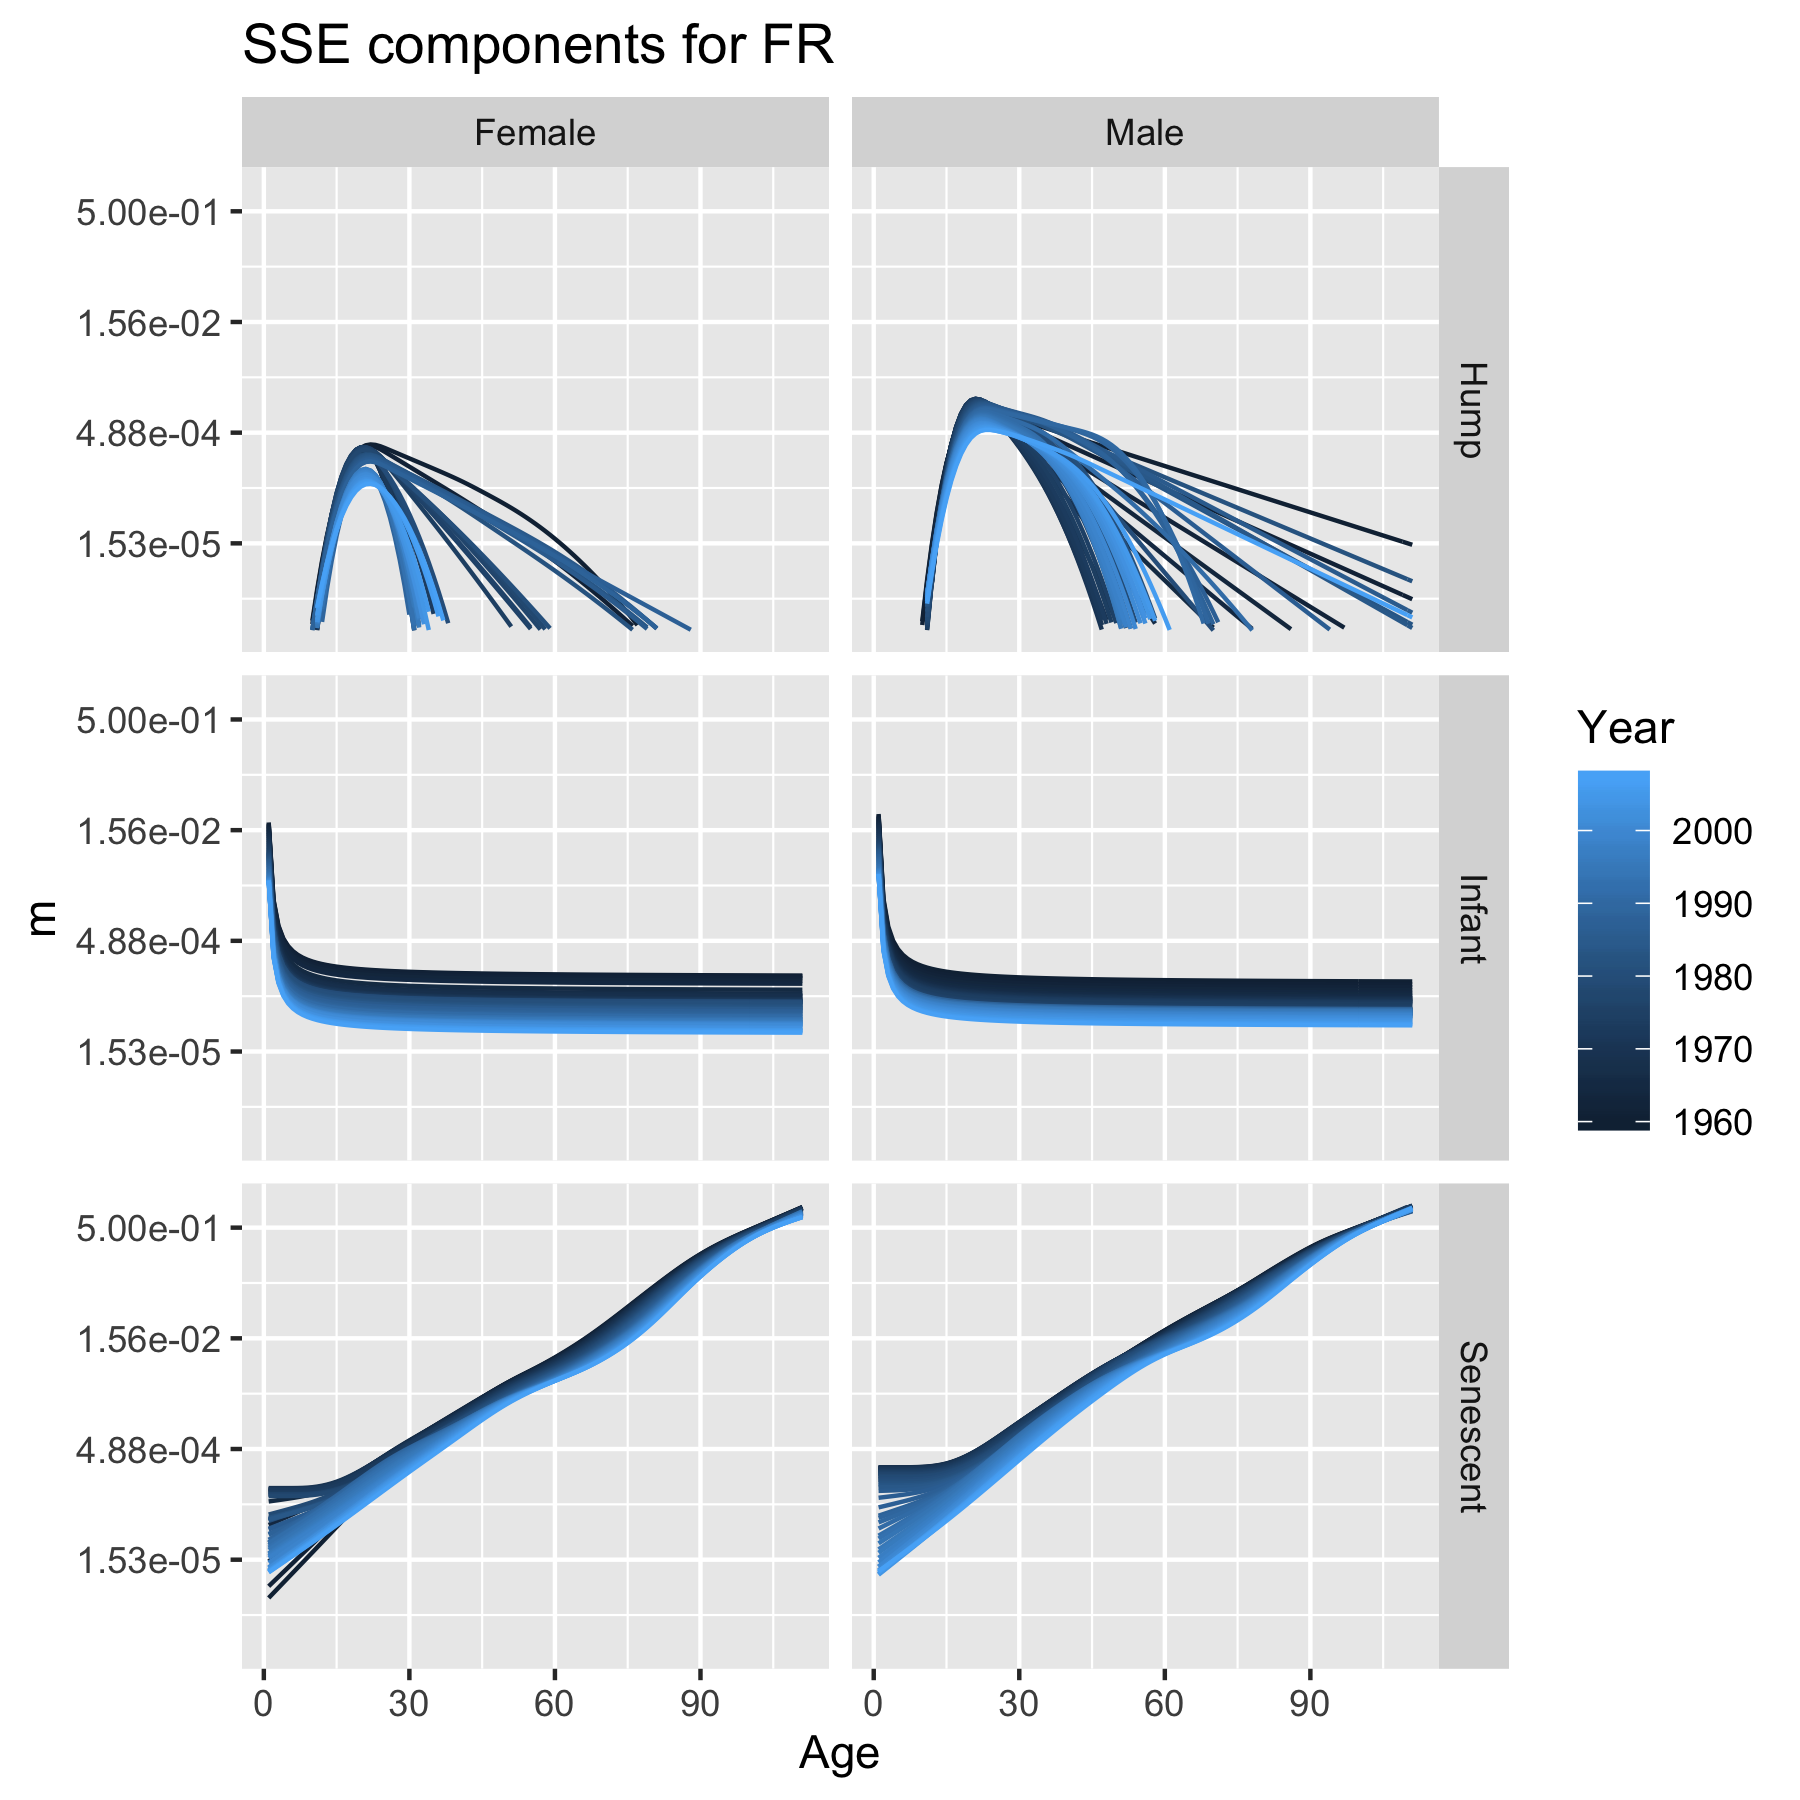 SSE components for FR
Female
Male
5.00e-01
1.56e-02
4.88e-04
1.53e-05
Hump
5.00e-01
1.56e-02
4.88e-04
1.53e-05
Infant
m
Year
2000
1990
1980
1970
1960
5.00e-01
1.56e-02
4.88e-04
1.53e-05
Senescent
0 30 60 90
0 30 60 90
Age